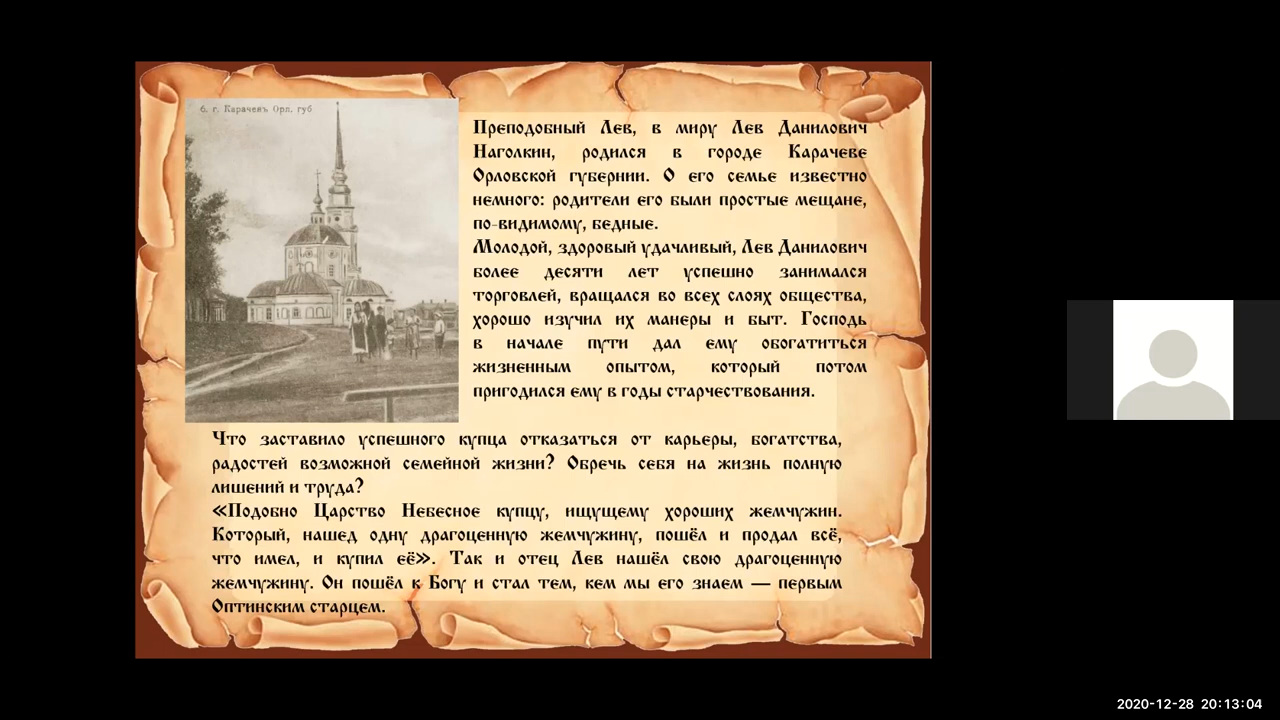 6. г. Карачевъ Орл. губ
Преподобный Лев, в миру Лев Данилович
Наголкин, родился в городе Карачеве
Орловской губернии. О его семье известно
немного: родители его были простые мещане,
по-видимому, бедные.
Молодой, здоровый удачливый, Лев Данилович
более десяти лет успешно занимался
торговлей, вращался во всех слоях общества,
хорошо изучил их манеры и быт. Господь
в начале пути дал ему обогатиться
жизненным опытом, который потом
пригодился ему в годы старчествования.
Что заставило успешного купца отказаться от карьеры, богатства,
радостей возможной семейной жизни? Обречь себя на жизнь полную
лишений и труда?
«Подобно Царство Небесное купцу, ищущему хороших жемчужин.
Который, нашед одну драгоценную жемчужину, пошёл и продал всё,
что имел, и купил её». Так и отец Лев нашёл свою драгоценную
жемчужину. Он пошёл к Богу и стал тем, кем мы его знаем — первым
Оптинским старцем.
2020-12-28 20:13:04